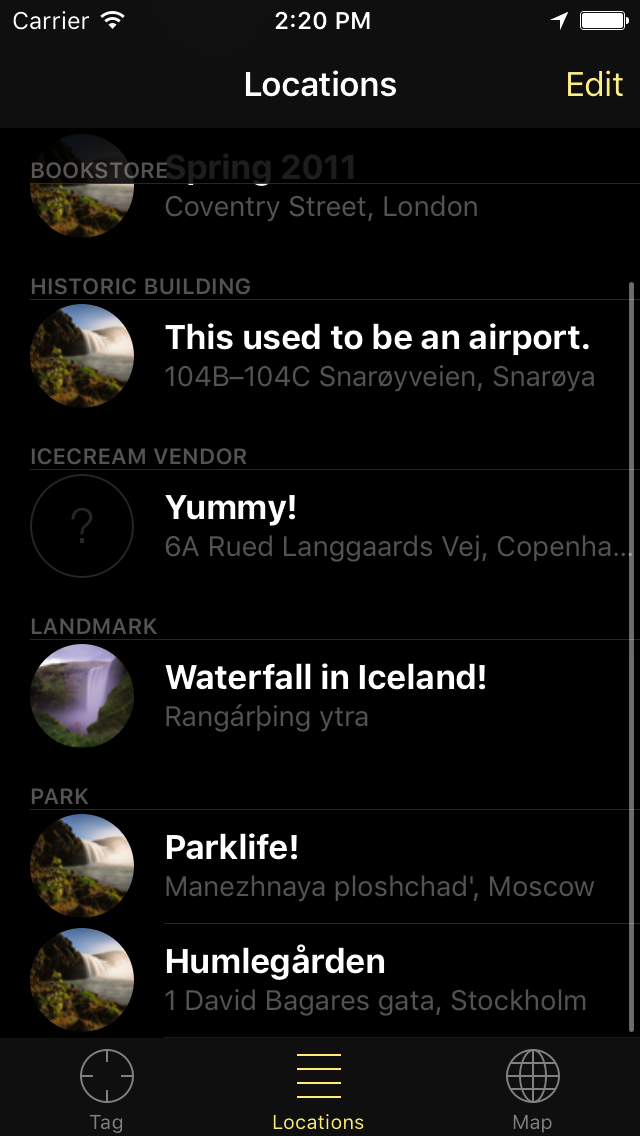 Carrier 2:20 PM
Locations Edit
BOOKSTORE
Spring 2011
Coventry Street, London
HISTORIC BUILDING
This used to be an airport.
104B–104C Snarøyveien, Snarøya
ICECREAM VENDOR
?
Yummy!
6A Rued Langgaards Vej, Copenha...
LANDMARK
Waterfall in Iceland!
Rangárþing ytra
PARK
Parklife!
Manezhnaya ploshchad', Moscow
Humlegården
1 David Bagares gata, Stockholm
Tag Locations Map